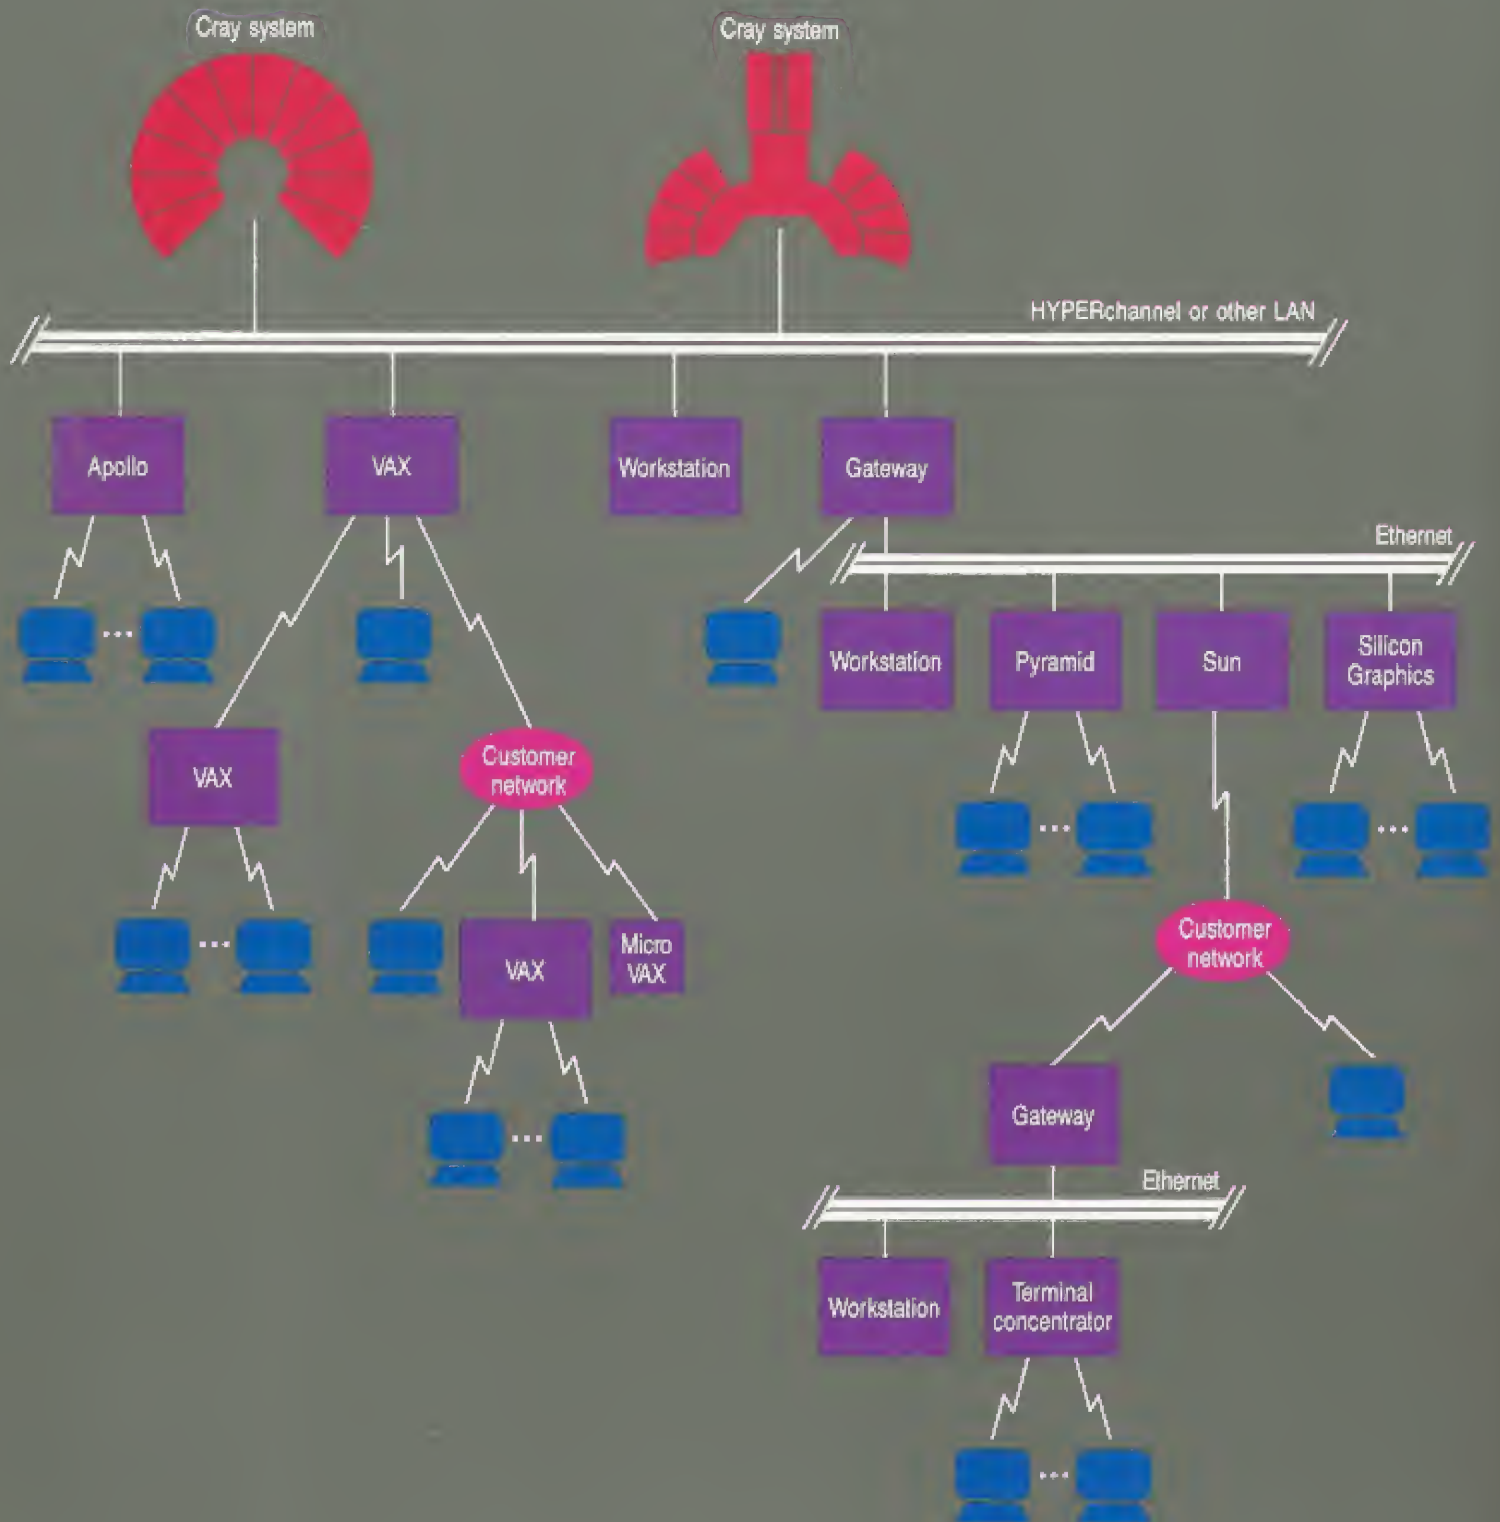 Cray system
Cray system
HYPERchannel or other LAN
Apollo
VAX
Workstation
Gateway
Ethernet
Workstation
Pyramid
Sun
Silicon
Graphics
VAX
Customer
network
VAX
Micro
VAX
Customer
network
Gateway
Ethernet
Workstation
Terminal
concentrator